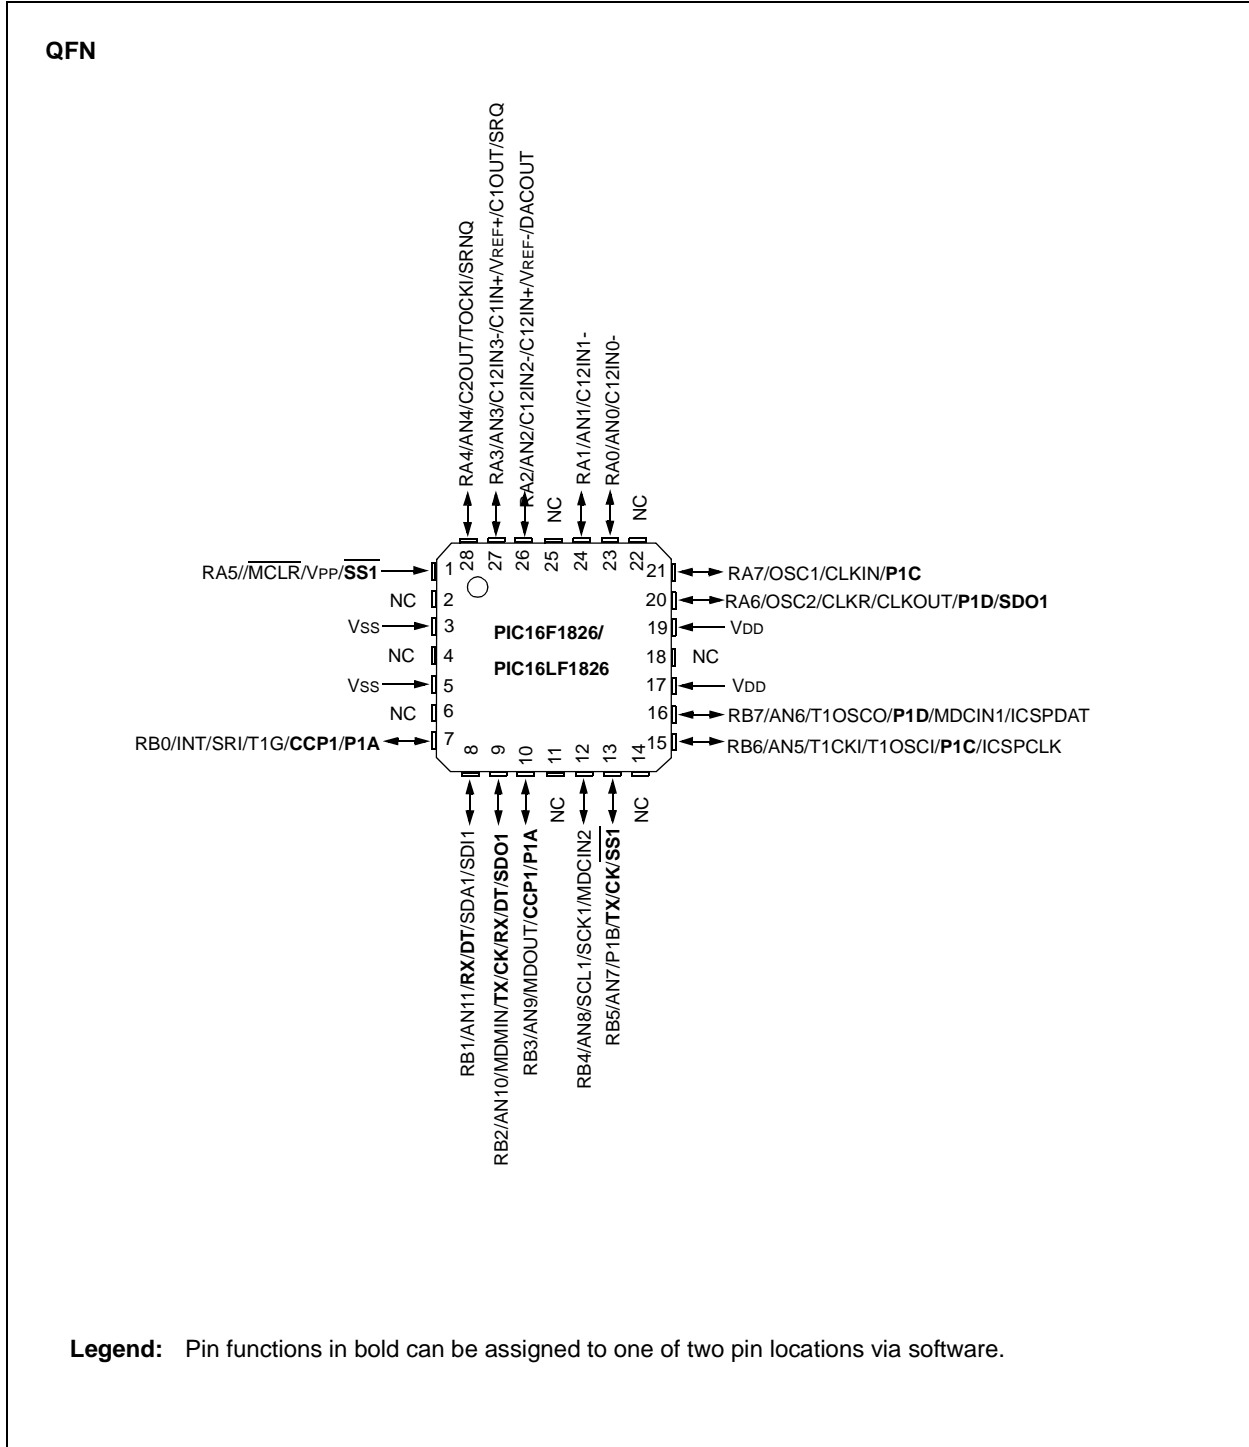 QFN
RA4/AN4/C2OUT/TOCKI/SRNQ
RA3/AN3/C12IN3-/C1IN+/VREF+/C1OUT/SRQ
RA2/AN2/C12IN2-/C12IN+/VREF-/DACOUT
NC
RA1/AN1/C12IN1-
RA0/AN0/C12IN0-
NC
28 27 26 25 24 23 22
RA5//MCLR/VPP/SS1 1
NC 2
VSS 3
NC 4
VSS 5
NC 6
RB0/INT/SRI/T1G/CCP1/P1A 7
PIC16F1826/
PIC16LF1826
21 RA7/OSC1/CLKIN/P1C
20 RA6/OSC2/CLKR/CLKOUT/P1D/SDO1
19 VDD
18 NC
17 VDD
16 RB7/AN6/T1OSCO/P1D/MDCIN1/ICSPDAT
15 RB6/AN5/T1CKI/T1OSCI/P1C/ICSPCLK
8 9 10 11 12 13 14
RB1/AN11/RX/DT/SDA1/SDI1
RB2/AN10/MDMIN/TX/CK/RX/DT/SDO1
RB3/AN9/MDOUT/CCP1/P1A
NC
RB4/AN8/SCL1/SCK1/MDCIN2
RB5/AN7/P1B/TX/CK/SS1
NC
Legend: Pin functions in bold can be assigned to one of two pin locations via software.